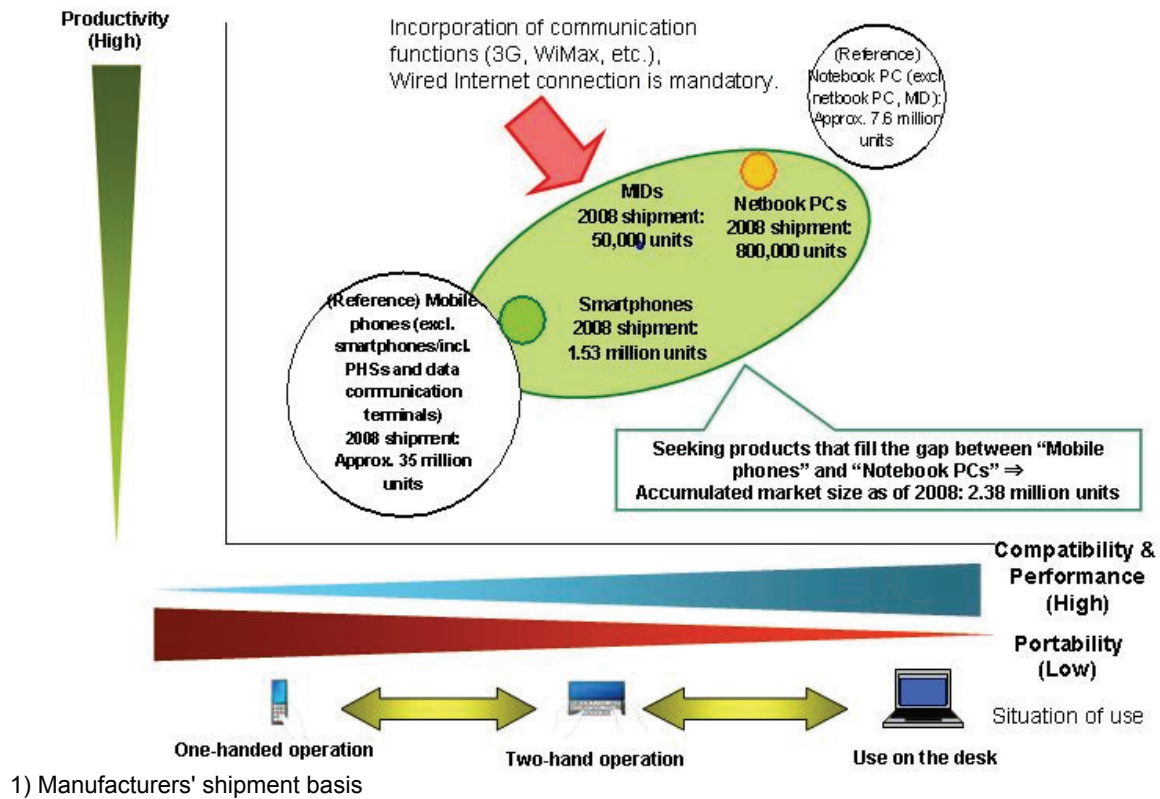 Productivity
(High)
Incorporation of communication
functions (3G, WiMax, etc.),
Wired Internet connection is mandatory.
(Reference)
Notebook PC (excl.
netbook PC, MID):
Approx. 7.6 million
units
MIDs
2008 shipment:
50,000 units
Netbook PCs
2008 shipment:
800,000 units
(Reference) Mobile
phones (excl.
smartphones/incl.
PHSs and data
communication
terminals)
2008 shipment:
Approx. 35 million
units
Smartphones
2008 shipment:
1.53 million units
Seeking products that fill the gap between “Mobile
phones” and “Notebook PCs” ⇒
Accumulated market size as of 2008: 2.38 million units
Compatibility &
Performance
(High)
Portability
(Low)
Situation of use
One-handed operation
Two-hand operation
Use on the desk
1) Manufacturers' shipment basis